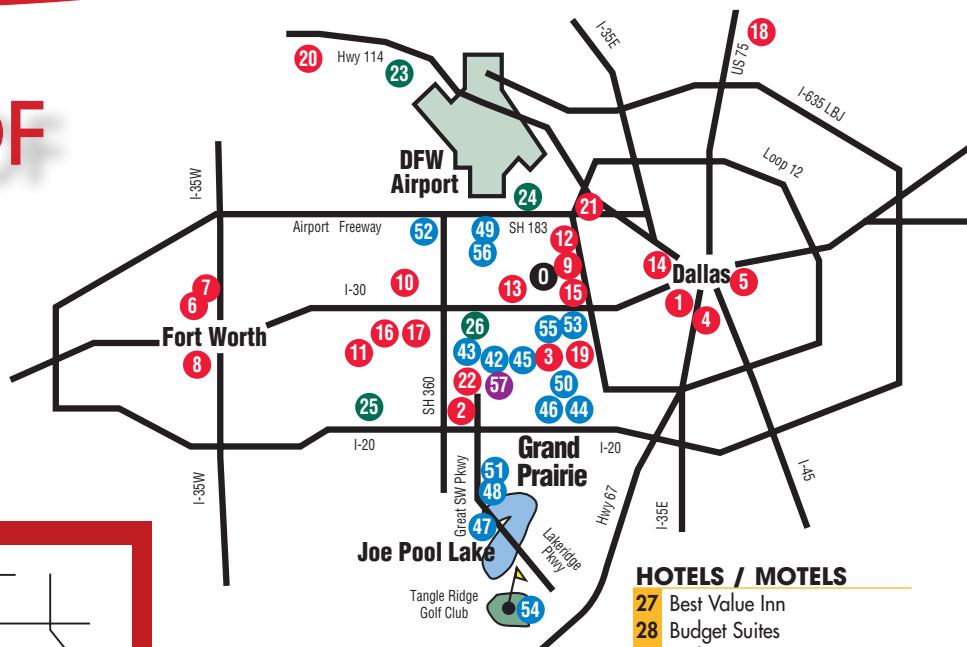 OF
18
I-35E
US 75
20
Hwy 114
23
I-635 LBJ
DFW
Airport
Loop 12
I-35W
24
21
Airport Freeway
52
49
SH 183
56
12
9
0
14
Dallas
5
7
6
I-30
10
13
15
1
4
Fort Worth
16
17
26
55
53
11
43
42
45
3
19
8
22
57
50
25
SH 360
2
46
44
I-20
Grand
Prairie
I-20
I-35W
Great SW Pkwy
51
48
Hwy 67
I-35E
I-45
47
Joe Pool Lake
Lakeridge
Pkwy
Tangle Ridge
Golf Club
54
HOTELS / MOTELS
27 Best Value Inn
28 Budget Suites